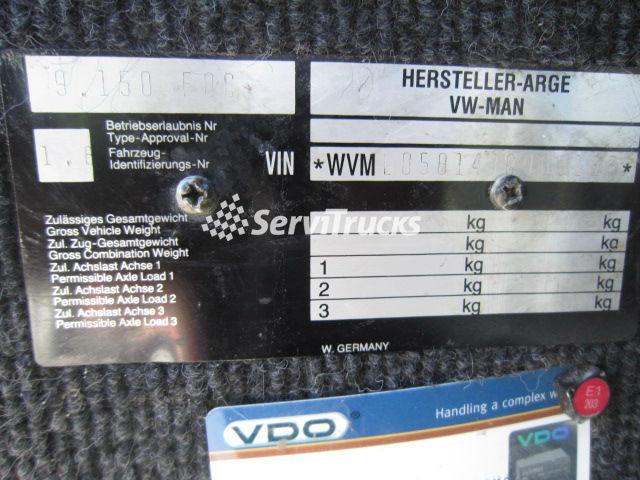 9.150 FOC
HERSTELLER-ARGE
VW-MAN
Betriebserlaubnis Nr
Type-Approval-Nr
Fahrzeug-
Identifizierungs-Nr
VIN
*WVM
ServiTrucks
Zulässiges Gesamtgewicht
Gross Vehicle Weight
Zul. Zug-Gesamtgewicht
Gross Combination Weight
Zul. Achslast Achse 1
Permissible Axle Load 1
Zul. Achslast Achse 2
Permissible Axle Load 2
Zul. Achslast Achse 3
Permissible Axle Load 3
kg kg
kg kg
1 kg kg
2 kg kg
3 kg kg
W. GERMANY
E1
203
Handling a complex
VDO
VDO